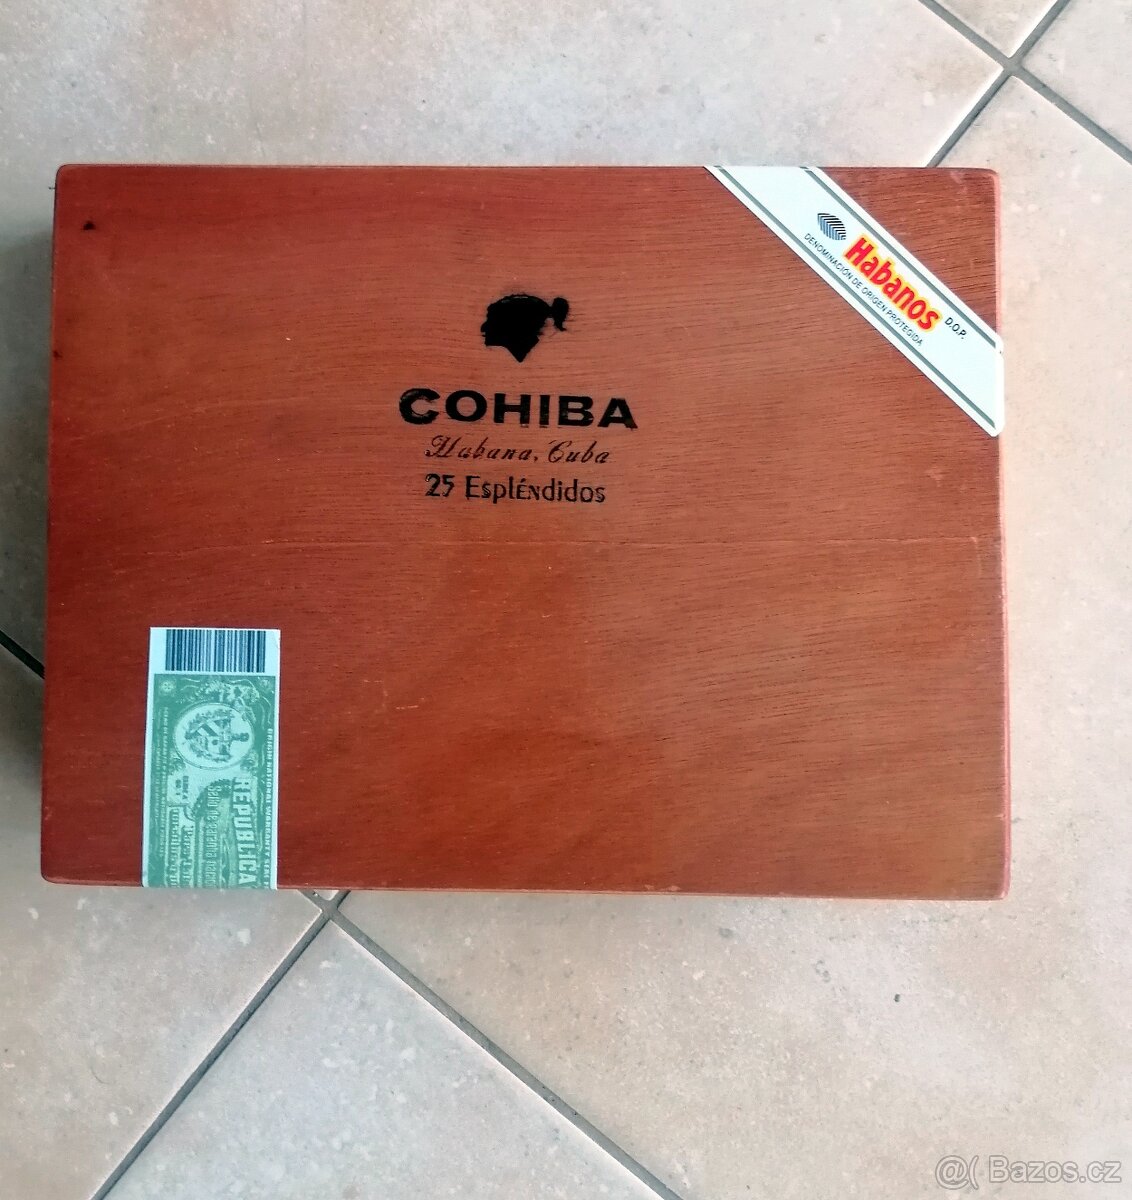 Habanos D.O.P.
DENOMINACIÓN DE ORIGEN PROTEGIDA
COHIBA
Habana, Cuba
25 EspléNdidos
REPUBLICA
@( Bazos.cz